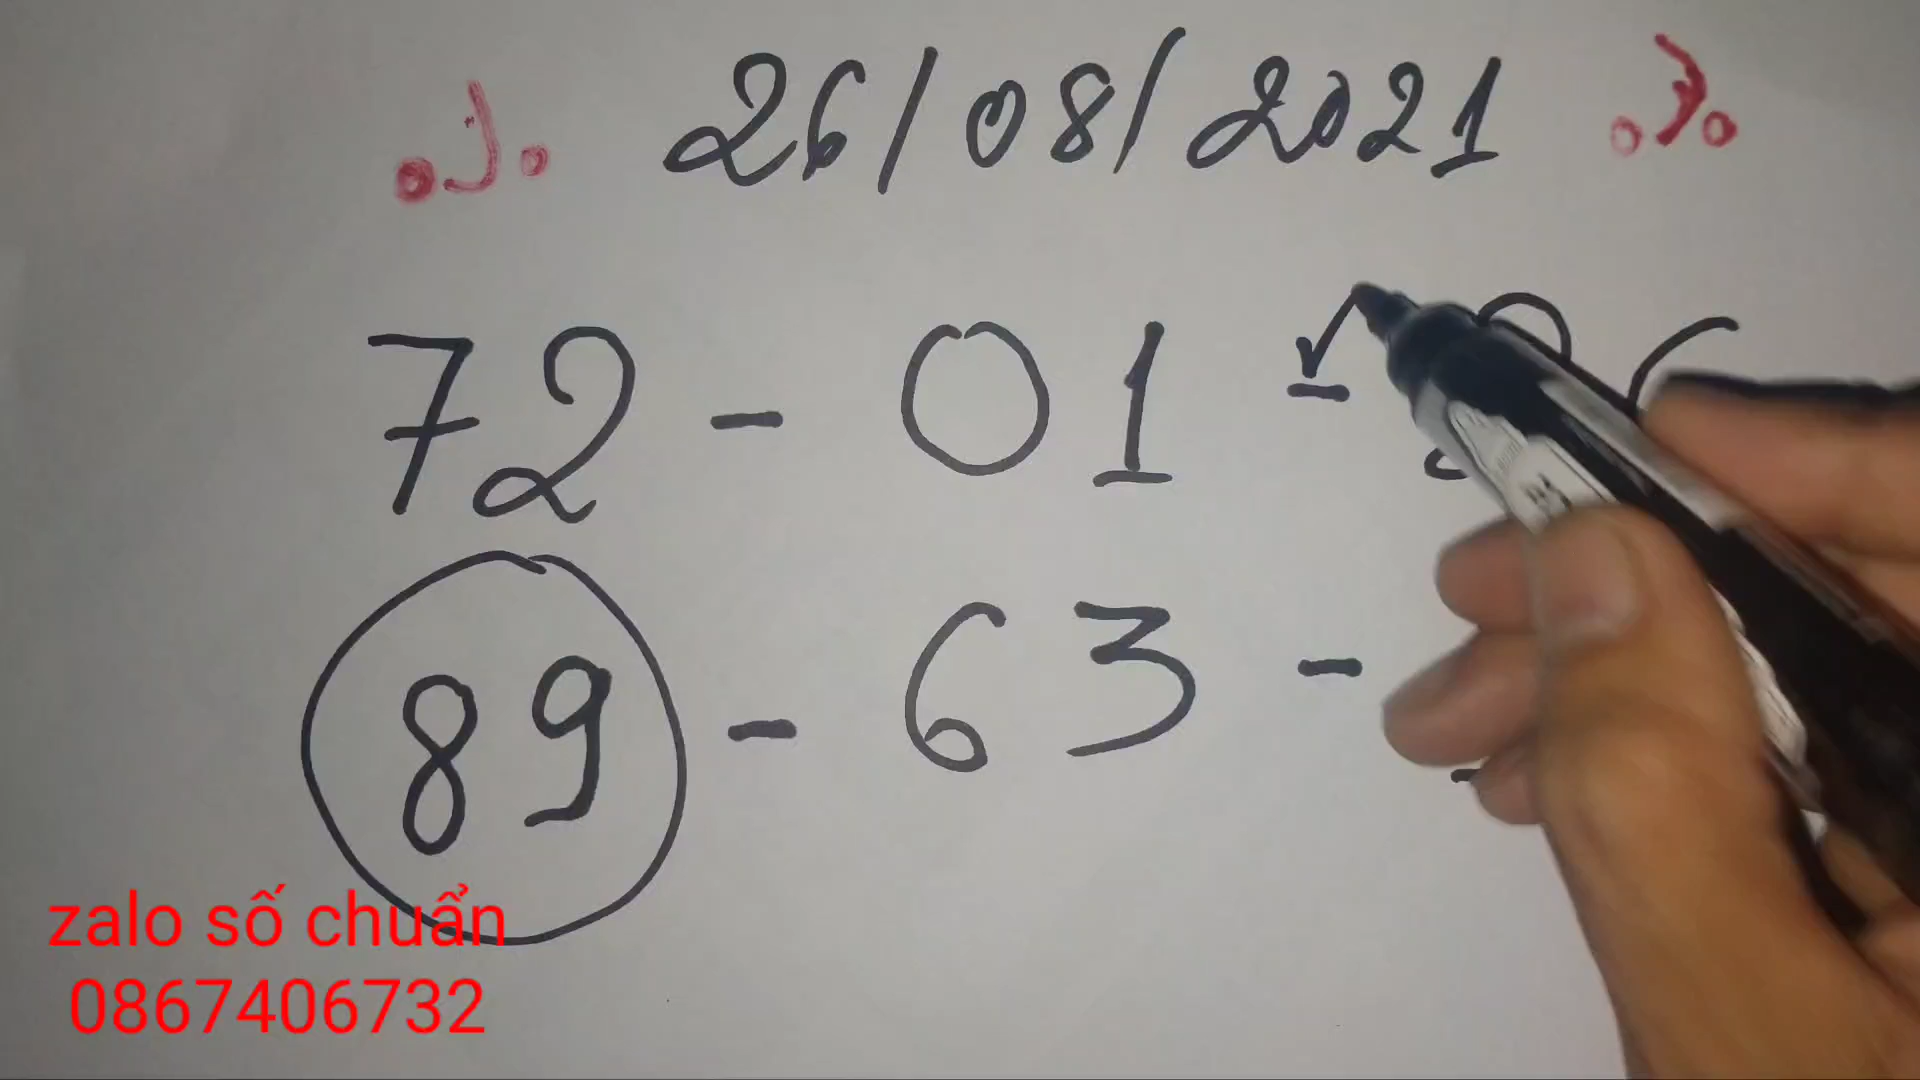 26/08/2021
72 - 01 -
89 - 63 -
zalo số chuẩn
0867406732